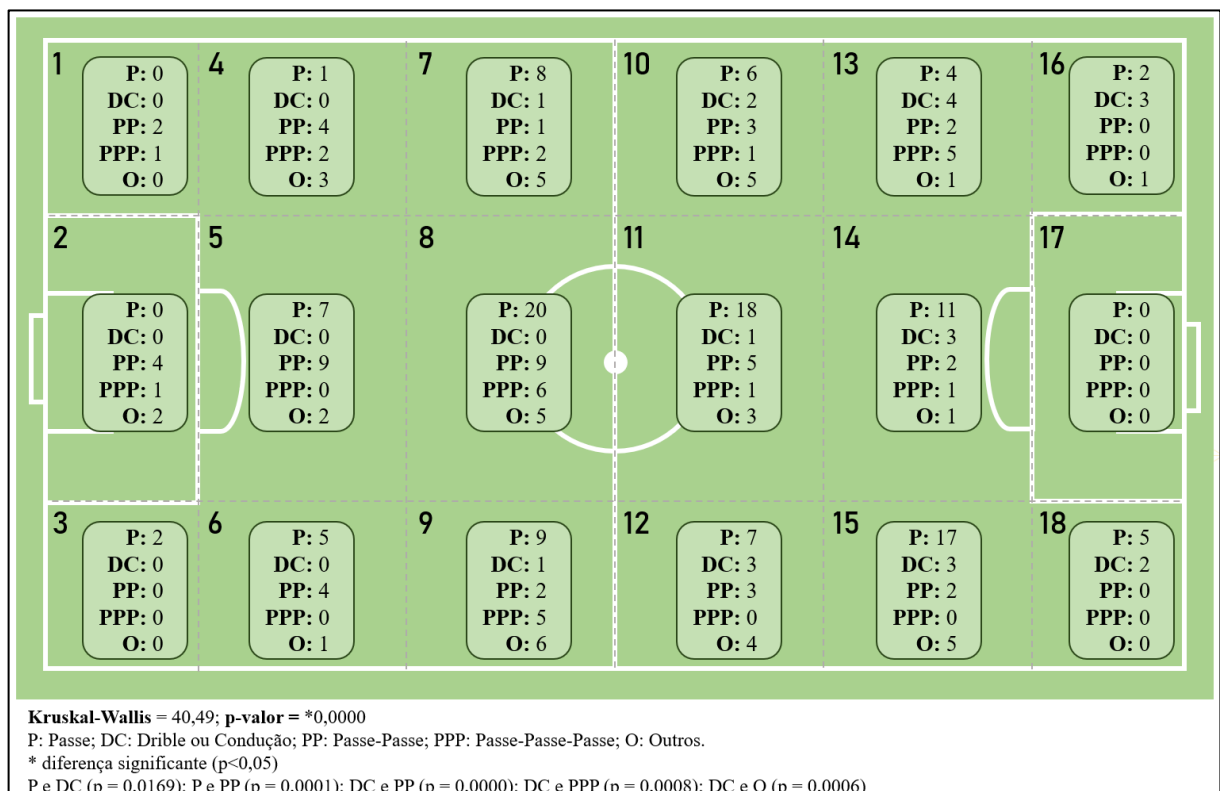 1
P: 0
DC: 0
PP: 2
PPP: 1
O: 0
4
P: 1
DC: 0
PP: 4
PPP: 2
O: 3
7
P: 8
DC: 1
PP: 1
PPP: 2
O: 5
10
P: 6
DC: 2
PP: 3
PPP: 1
O: 5
13
P: 4
DC: 4
PP: 2
PPP: 5
O: 1
16
P: 2
DC: 3
PP: 0
PPP: 0
O: 1
2
P: 0
DC: 0
PP: 4
PPP: 1
O: 2
5
P: 7
DC: 0
PP: 9
PPP: 0
O: 2
8
P: 20
DC: 0
PP: 9
PPP: 6
O: 5
11
P: 18
DC: 1
PP: 5
PPP: 1
O: 3
14
P: 11
DC: 3
PP: 2
PPP: 1
O: 1
17
P: 0
DC: 0
PP: 0
PPP: 0
O: 0
3
P: 2
DC: 0
PP: 0
PPP: 0
O: 0
6
P: 5
DC: 0
PP: 4
PPP: 0
O: 1
9
P: 9
DC: 1
PP: 2
PPP: 5
O: 6
12
P: 7
DC: 3
PP: 3
PPP: 0
O: 4
15
P: 17
DC: 3
PP: 2
PPP: 0
O: 5
18
P: 5
DC: 2
PP: 0
PPP: 0
O: 0
Kruskal-Wallis = 40,49; p-valor = *0,0000
P: Passe; DC: Drible ou Condução; PP: Passe-Passe; PPP: Passe-Passe-Passe; O: Outros.
* diferença significante (p<0,05)
P e DC (p = 0,0169); P e PP (p = 0,0001); DC e PP (p = 0,0000); DC e PPP (p = 0,0008); DC e O (p = 0,0006)